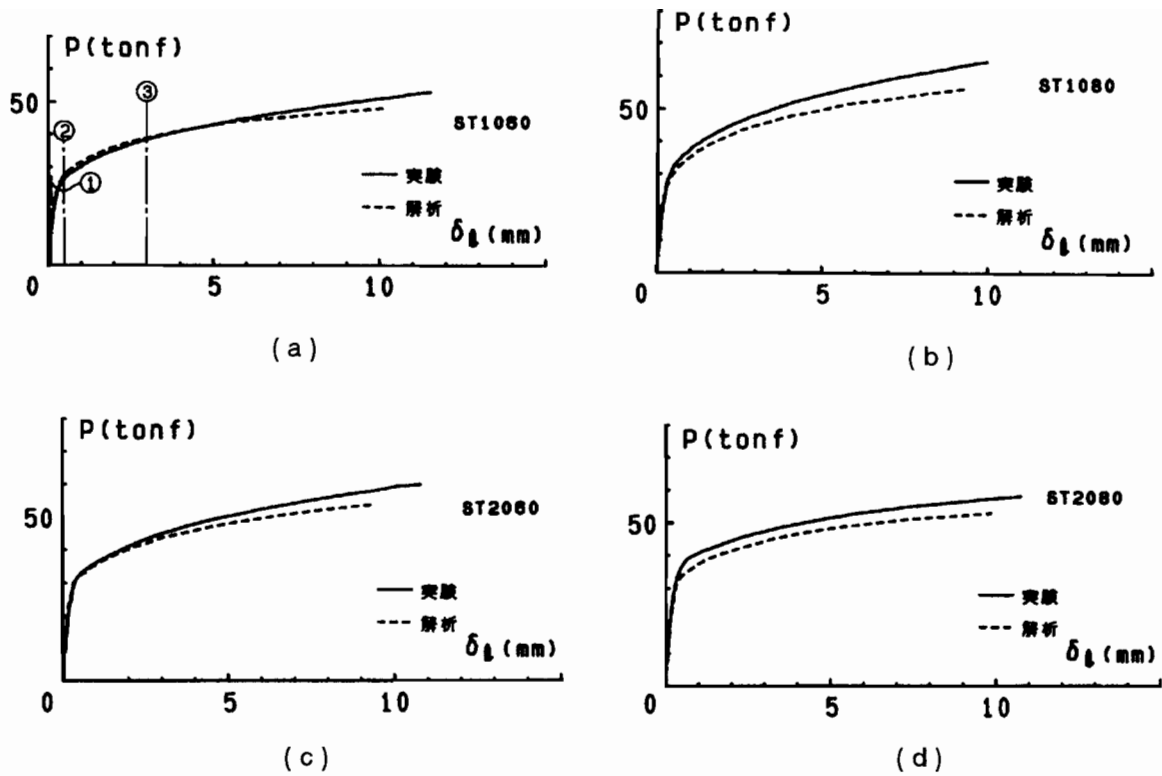 P(tonf)
③
50
②
ST1060
①
実験
解析
δℓ(mm)
0 5 10
(a)
P(tonf)
50
ST1080
実験
解析
δℓ(mm)
0 5 10
(b)
P(tonf)
50
ST2060
実験
解析
δℓ(mm)
0 5 10
(c)
P(tonf)
50
ST2080
実験
解析
δℓ(mm)
0 5 10
(d)